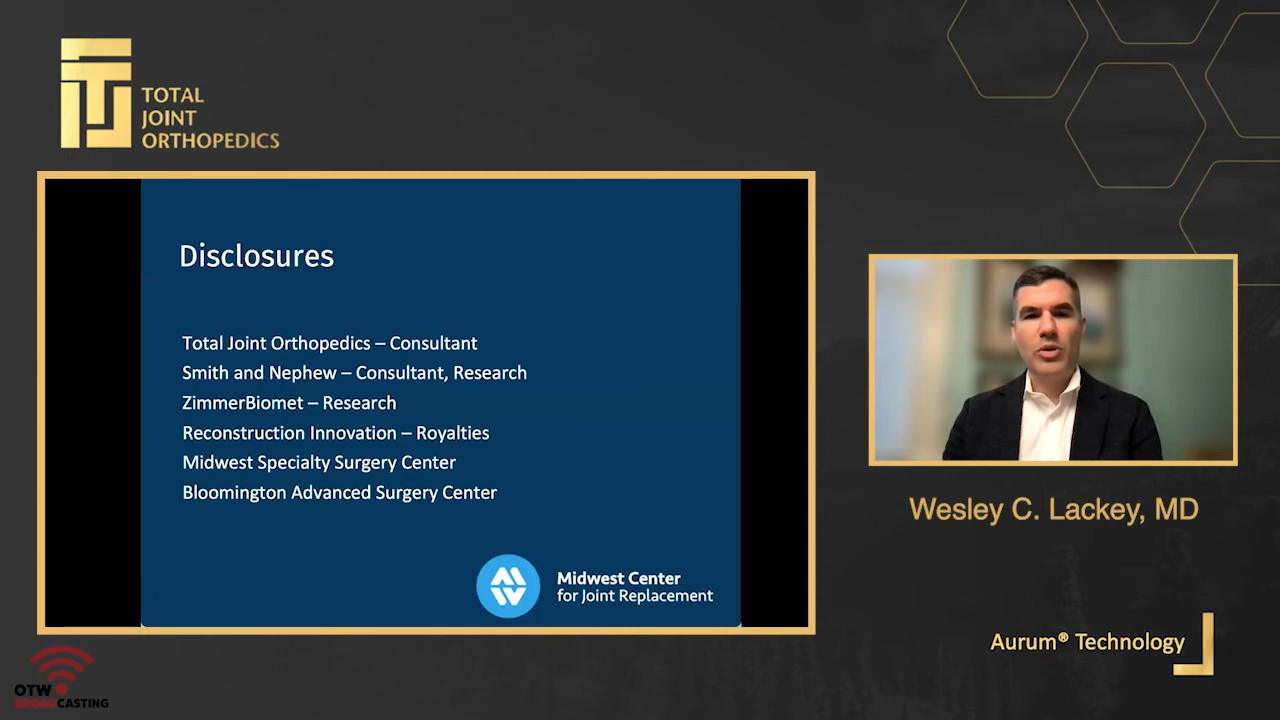 TOTAL
JOINT
ORTHOPEDICS
Disclosures
Total Joint Orthopedics – Consultant
Smith and Nephew – Consultant, Research
ZimmerBiomet – Research
Reconstruction Innovation – Royalties
Midwest Specialty Surgery Center
Bloomington Advanced Surgery Center
Midwest Center
for Joint Replacement
Wesley C. Lackey, MD
Aurum® Technology
OTW
BROADCASTING